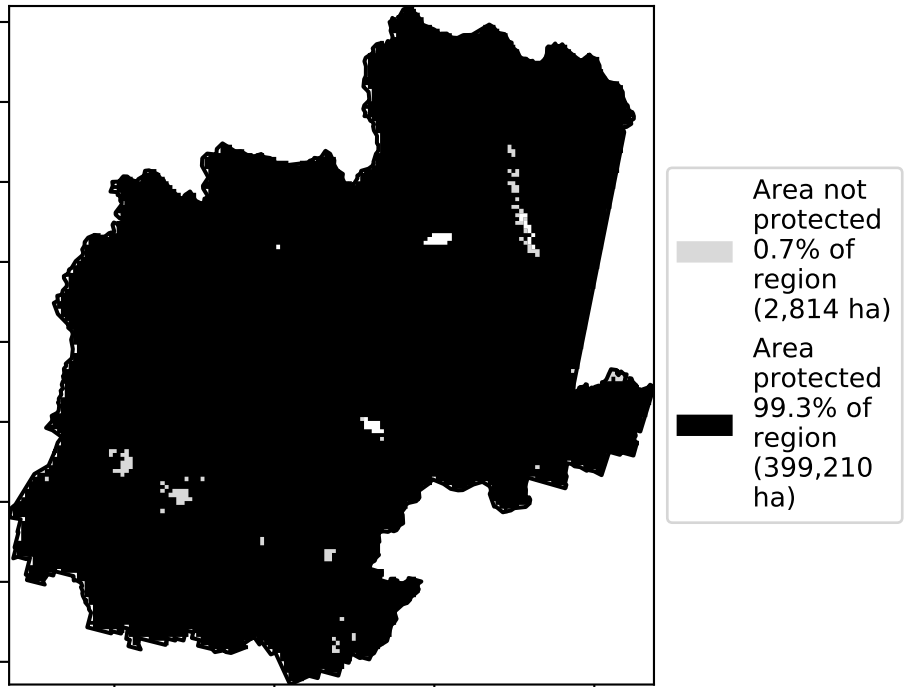 Area not
protected
0.7% of
region
(2,814 ha)
Area
protected
99.3% of
region
(399,210
ha)